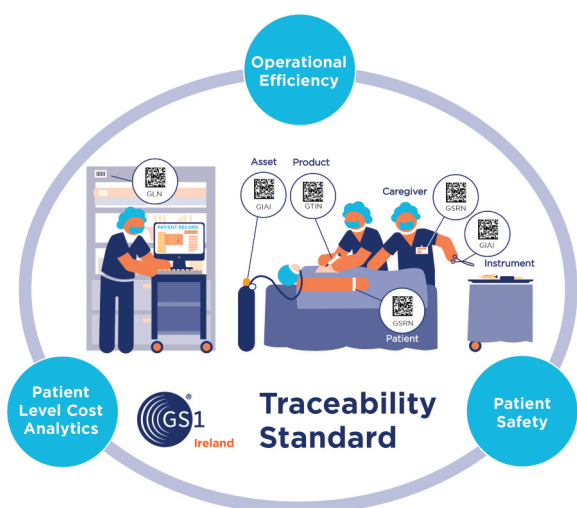 Operational
Efficiency
Asset
Product
GLN
GIAI
GTIN
Caregiver
GSRN
GIAI
PATIENT RECORD
Instrument
GSRN
Patient
Patient
Level Cost
Analytics
GS1
®
Ireland
Traceability
Standard
Patient
Safety